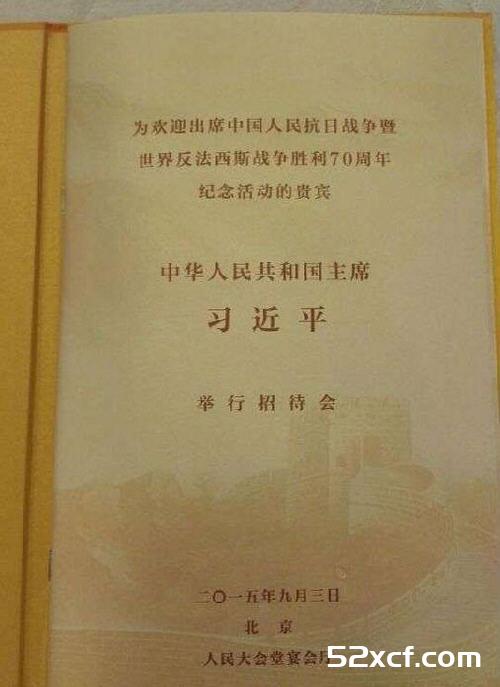 为欢迎出席中国人民抗日战争暨
世界反法西斯战争胜利70周年
纪念活动的贵宾
中华人民共和国主席
习近平
举行招待会
二〇一五年九月三日
北京
人民大会堂宴会厅
52xcf.com